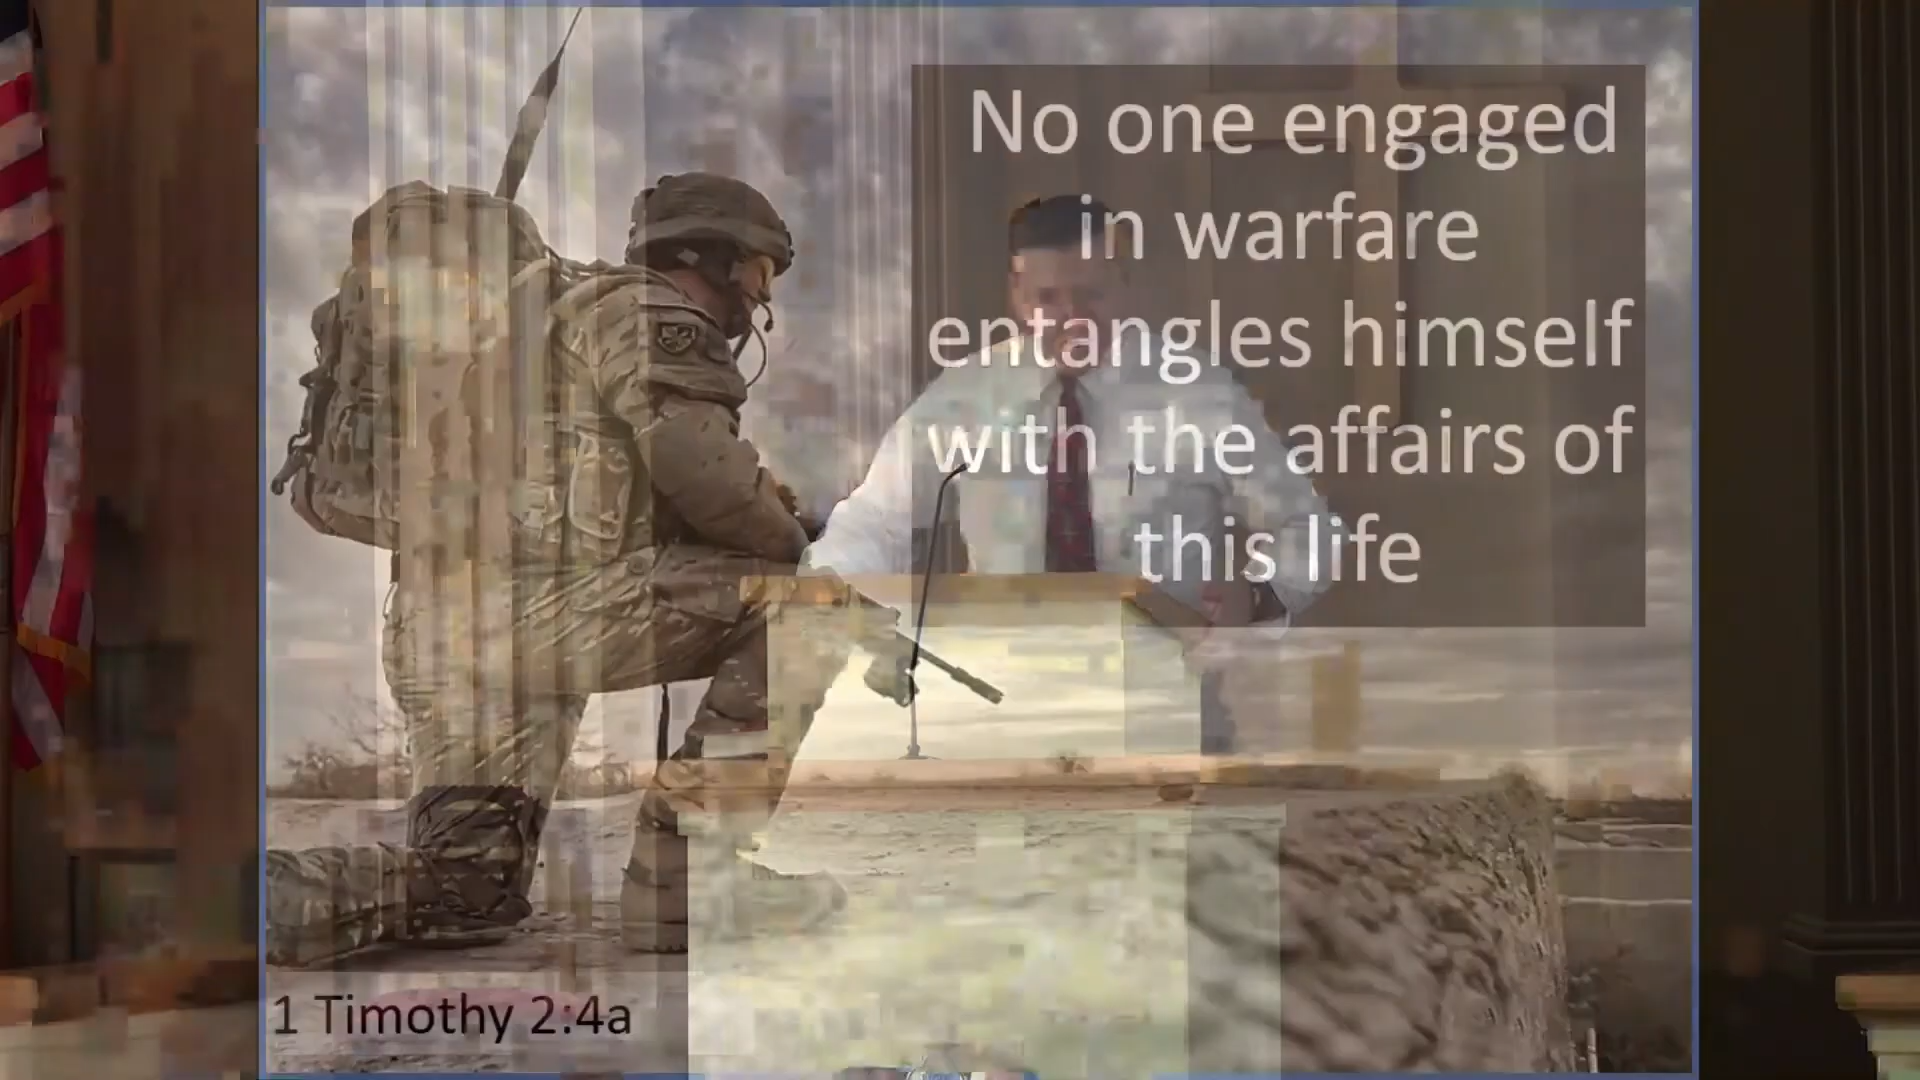 No one engaged
in warfare
entangles himself
with the affairs of
this life
1 Timothy 2:4a